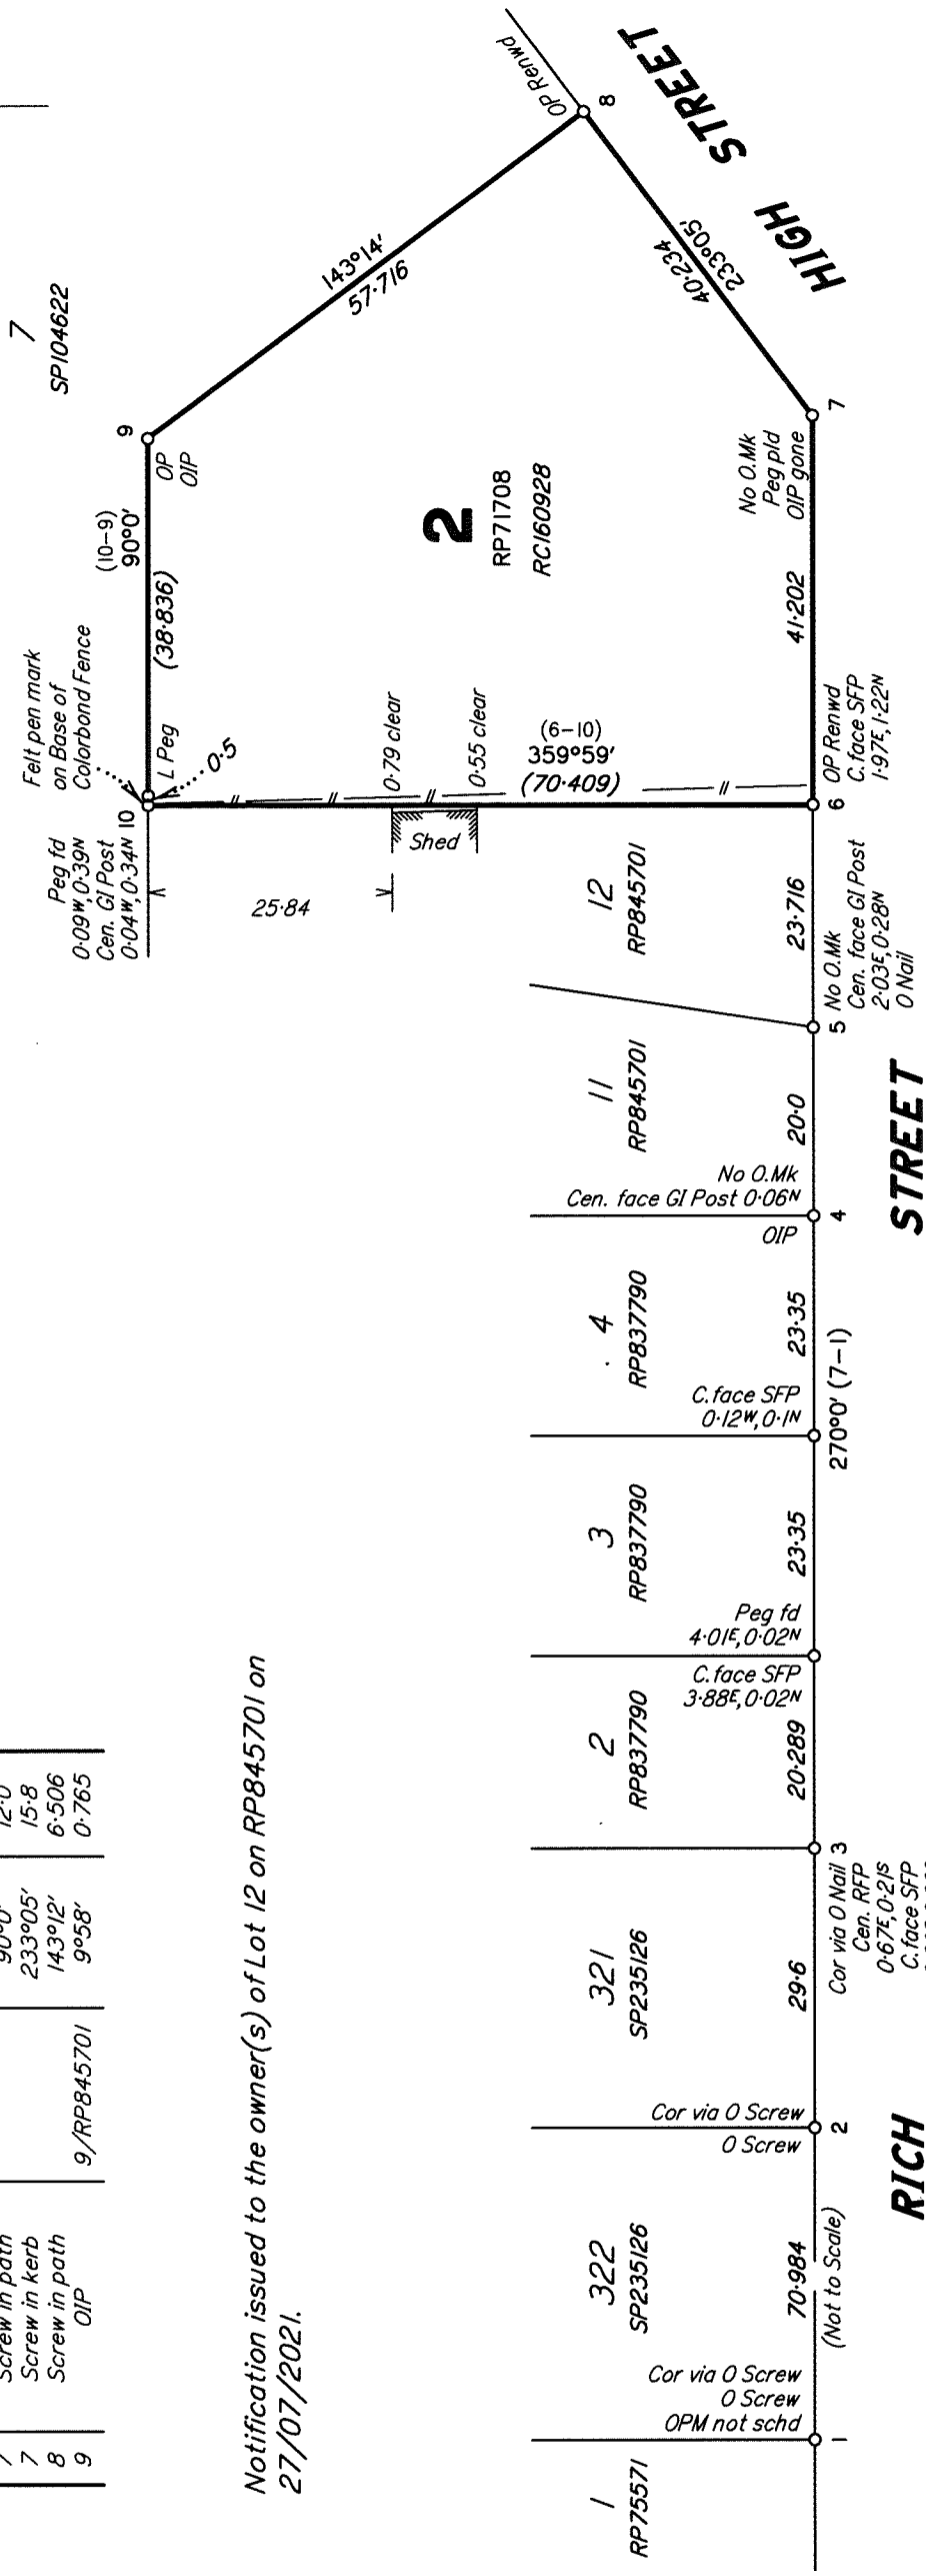 7 Screw in path 90°0' 12·0
7 Screw in kerb 233°05' 15·8
8 Screw in path 143°12' 6·506
9 OIP 9/RP845701 9°58' 0·765
Notification issued to the owner(s) of Lot 12 on RP845701 on
27/07/2021.
7
SP104622
Felt pen mark
on Base of
Colorbond Fence
Peg fd
0·09W,0·39N
Cen. GI Post
0·04W,0·34N
10
L Peg
0·5
(10-9)
90°0'
(38·836)
9
OP
OIP
143°14'
57·716
OP Renwd
8
40·234
233°05'
HIGH STREET
2
RP71708
RC160928
25·84
Shed
0·79 clear
0·55 clear
(6-10)
359°59'
(70·409)
No O.Mk
Peg pld
OIP gone
7
41·202
6
OP Renwd
C.face SFP
1·97E,1·22N
1
RP75571
322
SP235126
321
SP235126
2
RP837790
3
RP837790
4
RP837790
11
RP845701
12
RP845701
Cor via O Screw
O Screw
OPM not schd
Cor via O Screw
O Screw
C.face SFP
3·88E,0·02N
Peg fd
4·01E,0·02N
C.face SFP
0·12W,0·1N
OIP
No O.Mk
Cen. face GI Post 0·06N
70·984
29·6
20·289
23·35
23·35
20·0
23·716
1
(Not to Scale)
2
3
270°0' (7-1)
4
5
Cor via O Nail
Cen. RFP
0·67E,0·21S
C.face SFP
No O.Mk
Cen. face GI Post
2·03E,0·28N
O Nail
RICH STREET